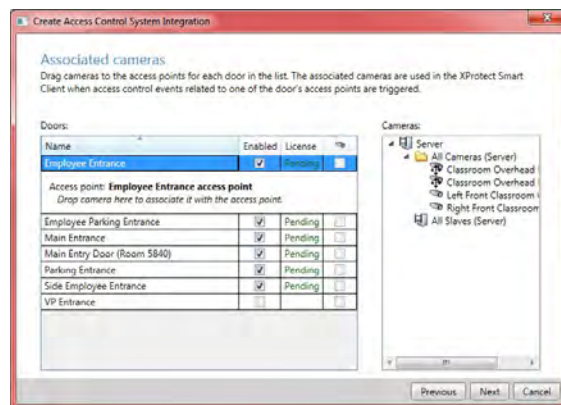 Create Access Control System Integration
Associated cameras
Drag cameras to the access points for each door in the list. The associated cameras are used in the XProtect Smart
Client when access control events related to one of the door's access points are triggered.
Doors:
Cameras:
Name Enabled License
Employee Entrance Pending
Access point: Employee Entrance access point
Drop camera here to associate it with the access point.
Employee Parking Entrance Pending
Main Entrance Pending
Main Entry Door (Room 5840) Pending
Parking Entrance Pending
Side Employee Entrance Pending
VP Entrance
Server
All Cameras (Server)
Classroom Overhead
Classroom Overhead
Left Front Classroom
Right Front Classroom
All Slaves (Server)
Previous Next Cancel